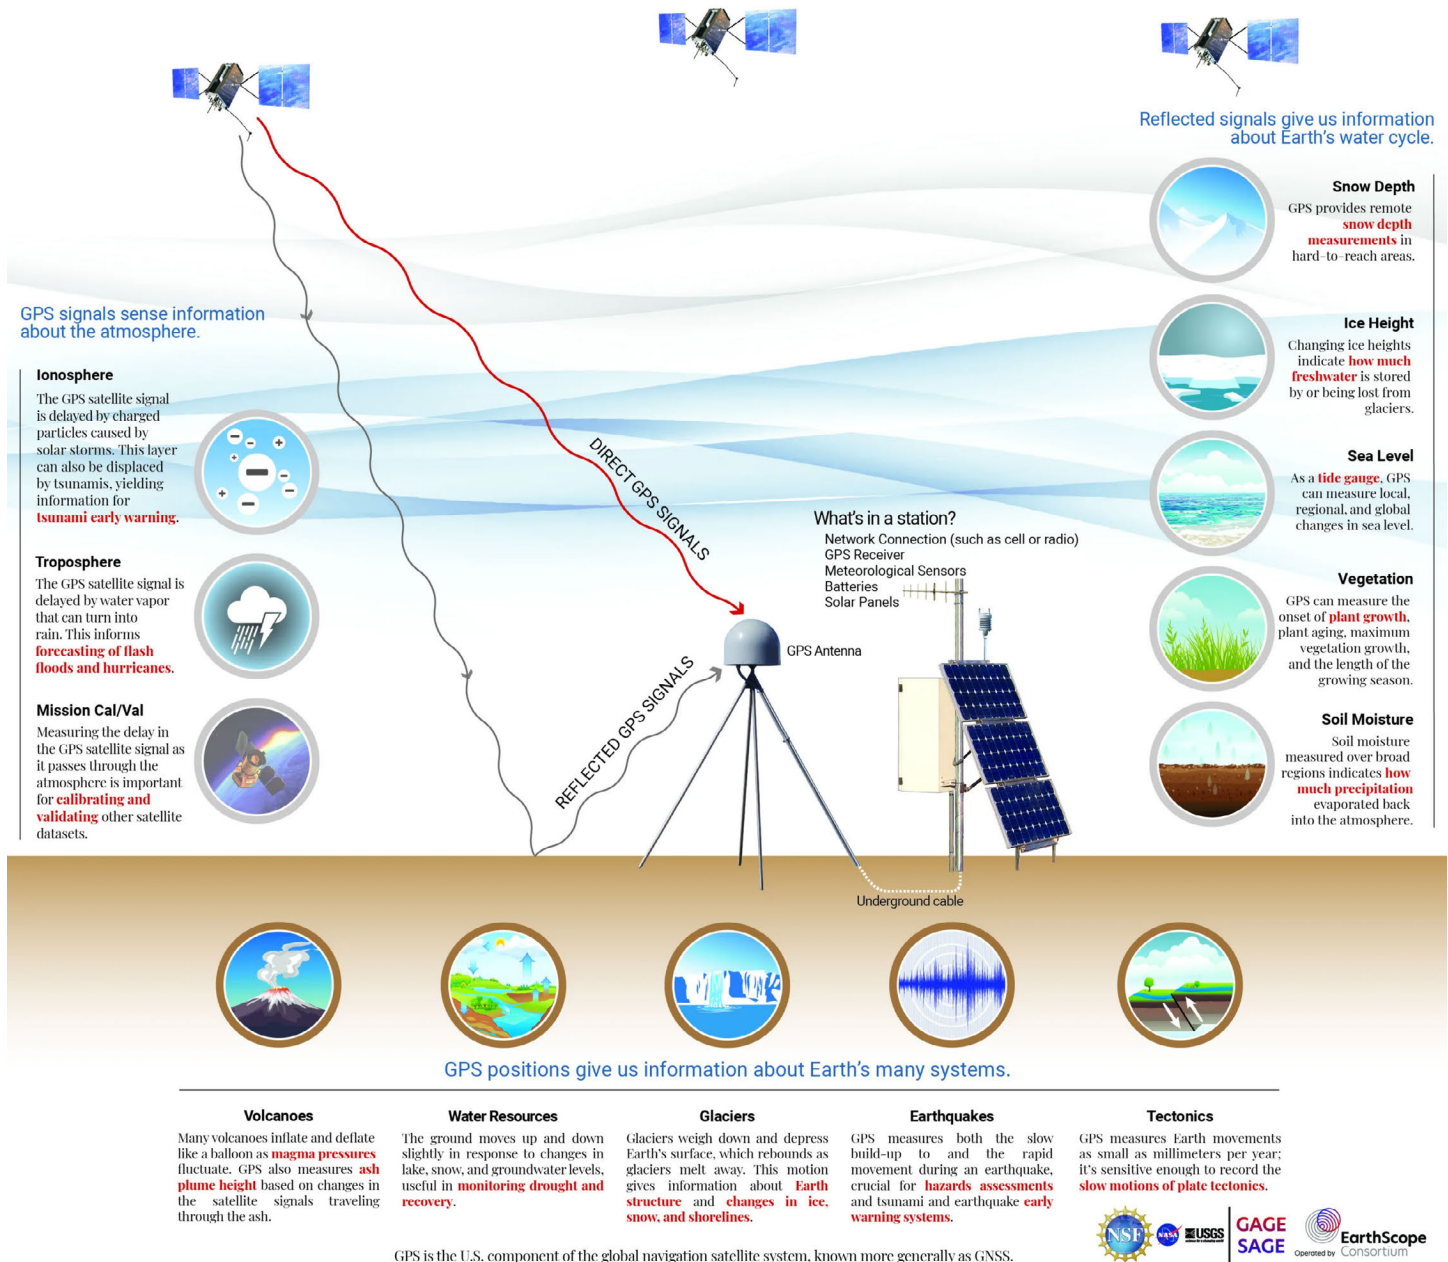 Reflected signals give us information
about Earth's water cycle.
Snow Depth
GPS provides remote
snow depth
measurements in
hard-to-reach areas.
Ice Height
Changing ice heights
indicate how much
freshwater is stored
by or being lost from
glaciers.
Sea Level
As a tide gauge, GPS
can measure local,
regional, and global
changes in sea level.
Vegetation
GPS can measure the
onset of plant growth,
plant aging, maximum
vegetation growth,
and the length of the
growing season.
Soil Moisture
Soil moisture
measured over broad
regions indicates how
much precipitation
evaporated back
into the atmosphere.
GPS signals sense information
about the atmosphere.
Ionosphere
The GPS satellite signal
is delayed by charged
particles caused by
solar storms. This layer
can also be displaced
by tsunamis, yielding
information for
tsunami early warning.
Troposphere
The GPS satellite signal is
delayed by water vapor
that can turn into
rain. This informs
forecasting of flash
floods and hurricanes.
Mission Cal/Val
Measuring the delay in
the GPS satellite signal as
it passes through the
atmosphere is important
for calibrating and
validating other satellite
datasets.
DIRECT GPS SIGNALS
REFLECTED GPS SIGNALS
What's in a station?
Network Connection (such as cell or radio)
GPS Receiver
Meteorological Sensors
Batteries
Solar Panels
GPS Antenna
Underground cable
GPS positions give us information about Earth's many systems.
Volcanoes
Many volcanoes inflate and deflate
like a balloon as magma pressures
fluctuate. GPS also measures ash
plume height based on changes in
the satellite signals traveling
through the ash.
Water Resources
The ground moves up and down
slightly in response to changes in
lake, snow, and groundwater levels,
useful in monitoring drought and
recovery.
Glaciers
Glaciers weigh down and depress
Earth's surface, which rebounds as
glaciers melt away. This motion
gives information about Earth
structure and changes in ice,
snow, and shorelines.
Earthquakes
GPS measures both the slow
build-up to and the rapid
movement during an earthquake,
crucial for hazards assessments
and tsunami and earthquake early
warning systems.
Tectonics
GPS measures Earth movements
as small as millimeters per year;
it's sensitive enough to record the
slow motions of plate tectonics.
NSF
NASA
USGS
GAGE
SAGE
Operated by
EarthScope
Consortium
GPS is the U.S. component of the global navigation satellite system, known more generally as GNSS.